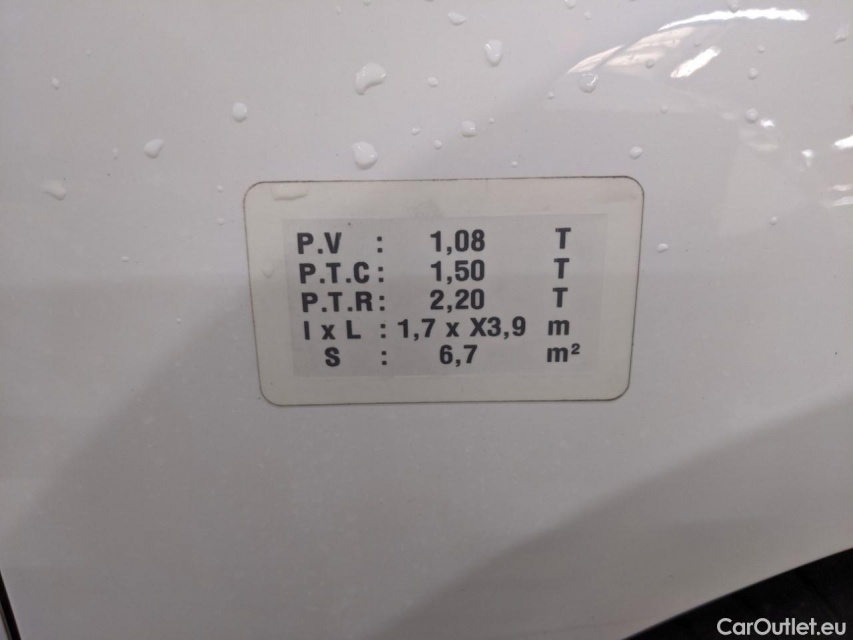 P.V : 1,08 T
P.T.C : 1,50 T
P.T.R : 2,20 T
l x L : 1,7 x X3,9 m
S : 6,7 m²
CarOutlet.eu